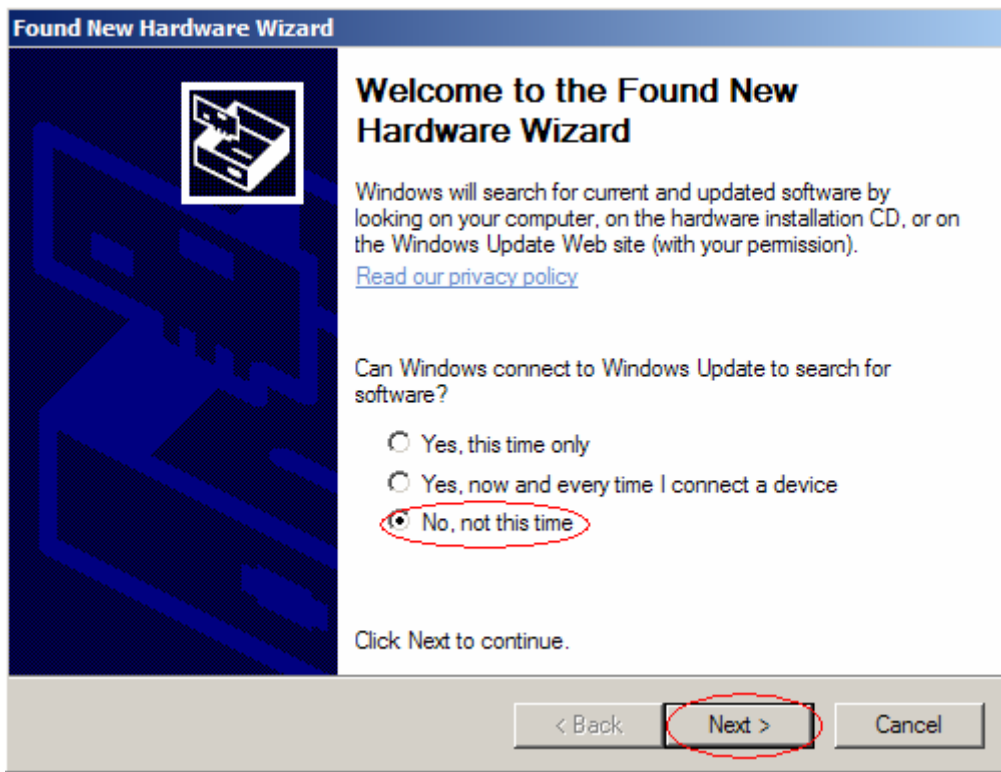 Found New Hardware Wizard
Welcome to the Found New
Hardware Wizard
Windows will search for current and updated software by
looking on your computer, on the hardware installation CD, or on
the Windows Update Web site (with your permission).
Read our privacy policy
Can Windows connect to Windows Update to search for
software?
Yes, this time only
Yes, now and every time I connect a device
No, not this time
Click Next to continue.
< Back
Next >
Cancel